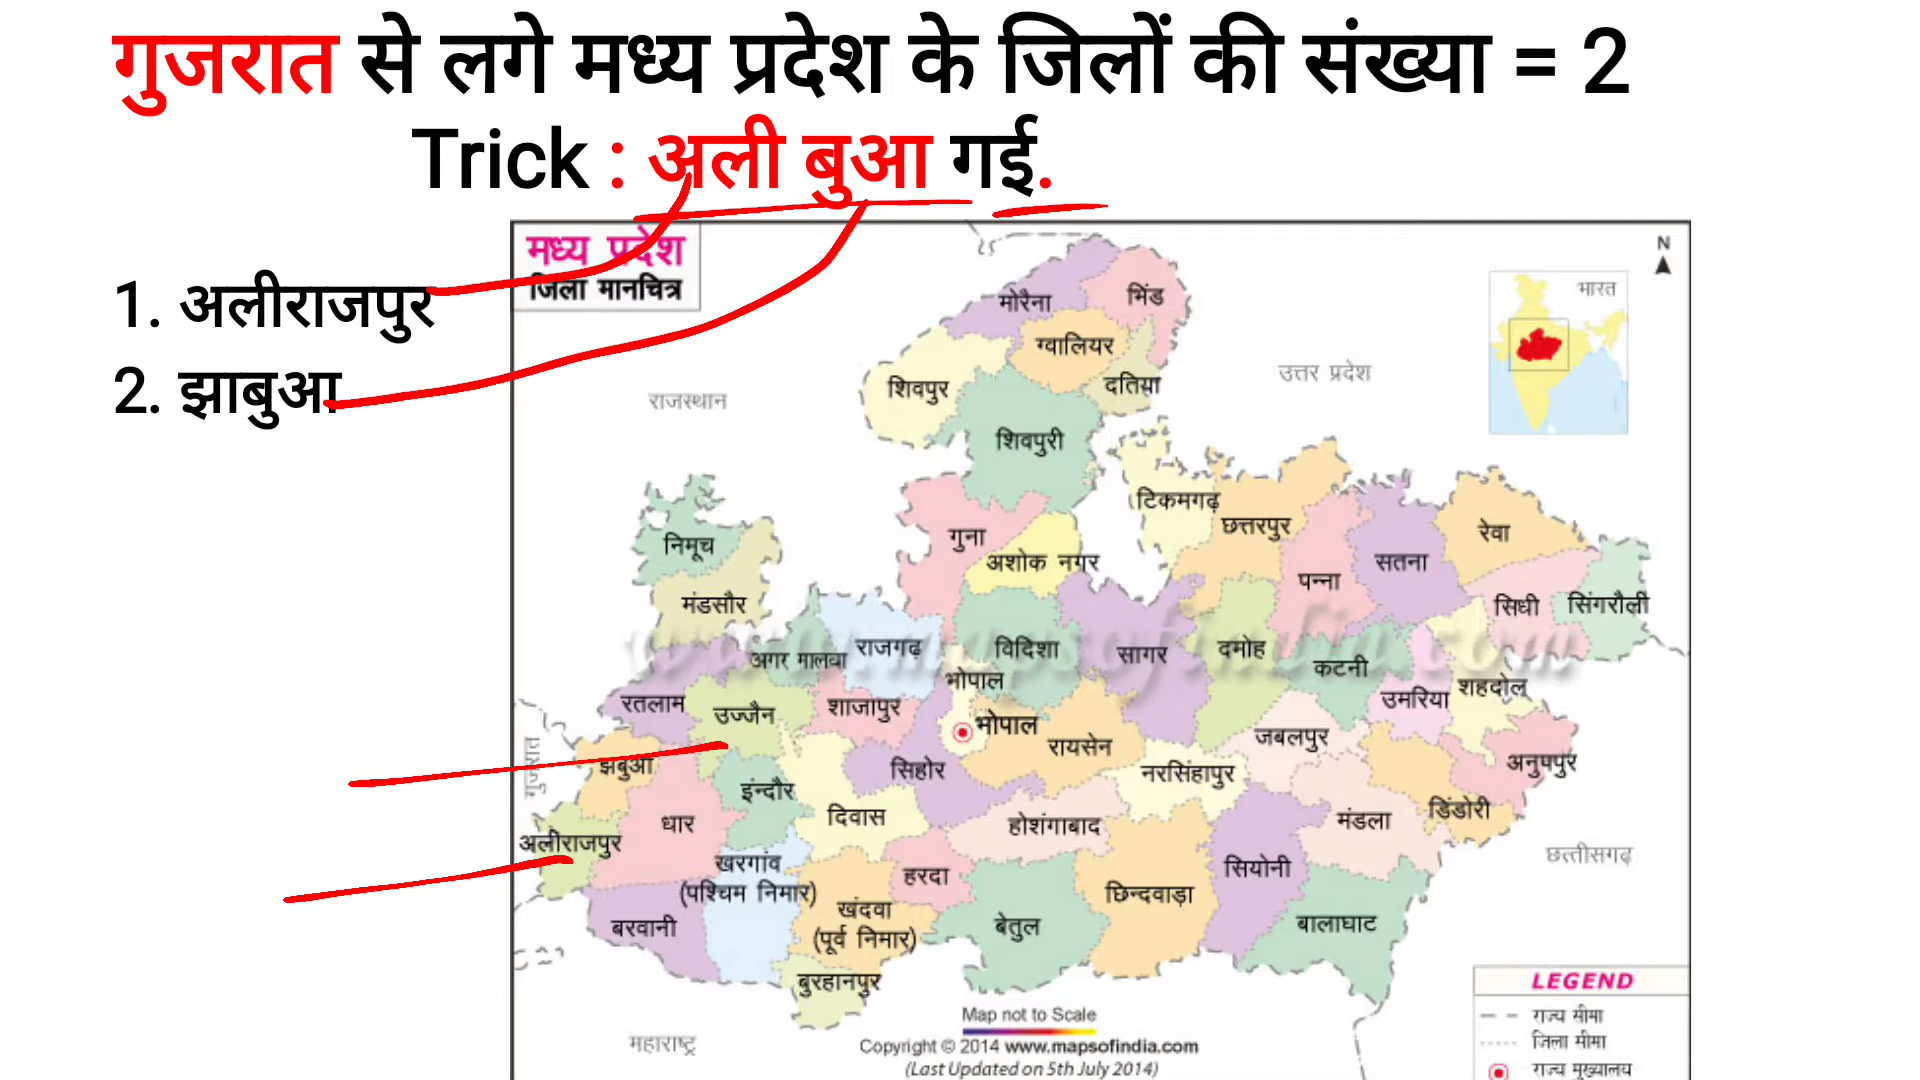 गुजरात से लगे मध्य प्रदेश के जिलों की संख्या = 2
Trick : अली बुआ गई.
1. अलीराजपुर
2. झाबुआ
मध्य प्रदेश
जिला मानचित्र
N
भारत
राजस्थान
उत्तर प्रदेश
मोरैना
भिंड
ग्वालियर
दतिया
शिवपुर
शिवपुरी
टिकमगढ़
छत्तरपुर
गुना
अशोक नगर
पन्ना
सतना
रेवा
निमूच
मंडसौर
सिधी
सिंगरौली
अगर मालवा
राजगढ़
विदिशा
सागर
दमोह
कटनी
उमरिया
शहदोल
रतलाम
उज्जैन
शाजापुर
भोपाल
भोपाल
रायसेन
जबलपुर
गुजरात
झबुआ
इंन्दौर
सिहोर
नरसिंहापुर
अनुपपुर
धार
दिवास
होशंगाबाद
मंडला
डिंडोरी
अलीराजपुर
खरगांव
(पश्चिम निमार)
हरदा
सियोनी
छत्तीसगढ़
बरवानी
खंदवा
(पूर्व निमार)
बेतुल
छिन्दवाड़ा
बालाघाट
बुरहानपुर
महाराष्ट्र
www.mapsofindia.com
Map not to Scale
Copyright © 2014 www.mapsofindia.com
(Last Updated on 5th July 2014)
LEGEND
राज्य सीमा
जिला सीमा
राज्य मुख्यालय